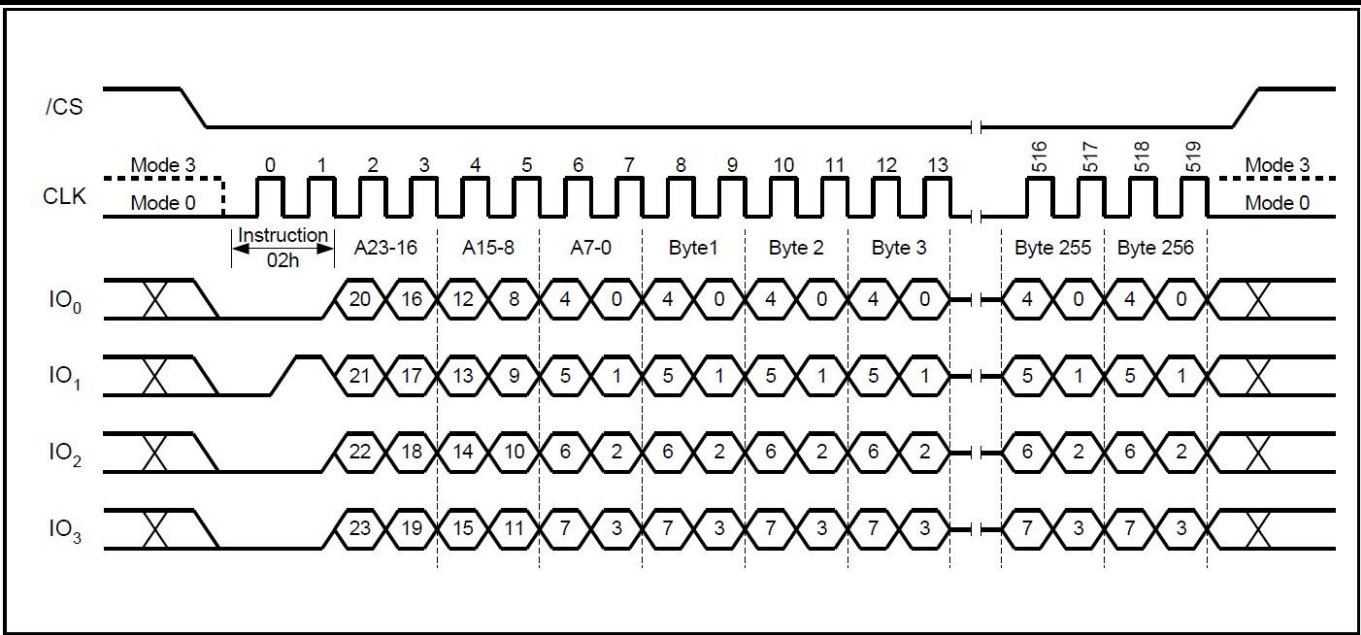 /CS
Mode 3 0 1 2 3 4 5 6 7 8 9 10 11 12 13 516 517 518 519 Mode 3
CLK
Mode 0 Mode 0
Instruction A23-16 A15-8 A7-0 Byte1 Byte 2 Byte 3 Byte 255 Byte 256
02h
IO0 20 16 12 8 4 0 4 0 4 0 4 0 4 0 4 0
IO1 21 17 13 9 5 1 5 1 5 1 5 1 5 1 5 1
IO2 22 18 14 10 6 2 6 2 6 2 6 2 6 2 6 2
IO3 23 19 15 11 7 3 7 3 7 3 7 3 7 3 7 3